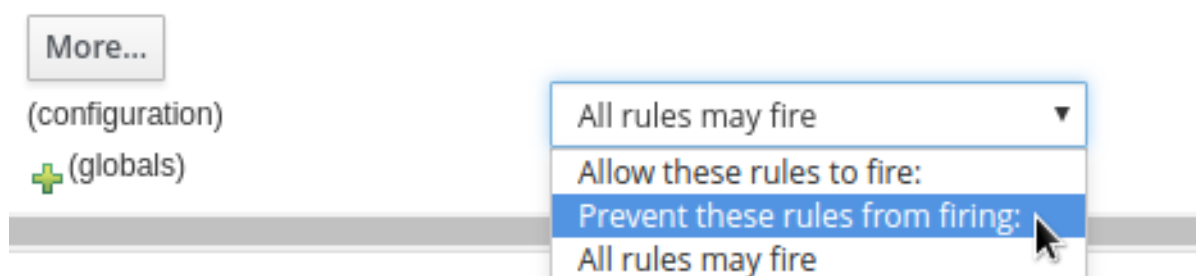 More...
(configuration)
All rules may fire
(globals)
Allow these rules to fire:
Prevent these rules from firing:
All rules may fire